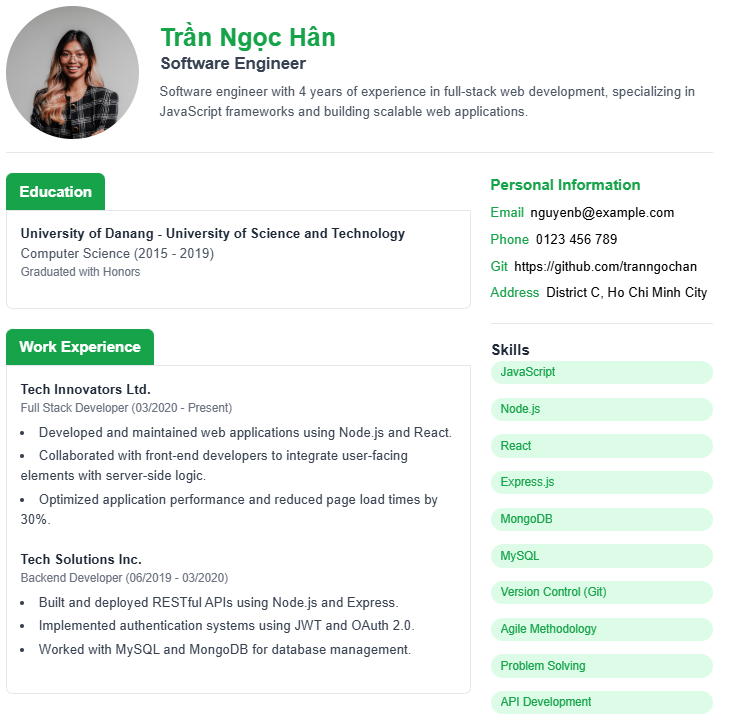 Trần Ngọc Hân
Software Engineer
Software engineer with 4 years of experience in full-stack web development, specializing in
JavaScript frameworks and building scalable web applications.
Education
University of Danang - University of Science and Technology
Computer Science (2015 - 2019)
Graduated with Honors
Work Experience
Tech Innovators Ltd.
Full Stack Developer (03/2020 - Present)
• Developed and maintained web applications using Node.js and React.
• Collaborated with front-end developers to integrate user-facing
elements with server-side logic.
• Optimized application performance and reduced page load times by
30%.
Tech Solutions Inc.
Backend Developer (06/2019 - 03/2020)
• Built and deployed RESTful APIs using Node.js and Express.
• Implemented authentication systems using JWT and OAuth 2.0.
• Worked with MySQL and MongoDB for database management.
Personal Information
Email nguyenb@example.com
Phone 0123 456 789
Git https://github.com/tranngochan
Address District C, Ho Chi Minh City
Skills
JavaScript
Node.js
React
Express.js
MongoDB
MySQL
Version Control (Git)
Agile Methodology
Problem Solving
API Development